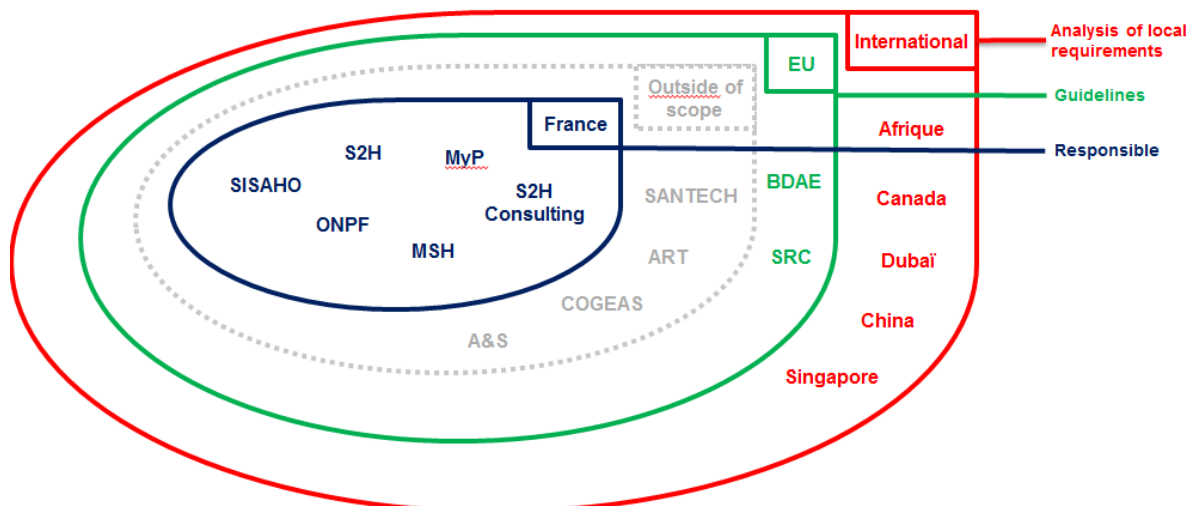 International
Analysis of local
requirements
EU
Outside of
scope
Guidelines
France
Afrique
Responsible
S2H
MyP
SISAHO
S2H
Consulting
ONPF
MSH
SANTECH
BDAE
Canada
ART
SRC
Dubaï
COGEAS
China
A&S
Singapore